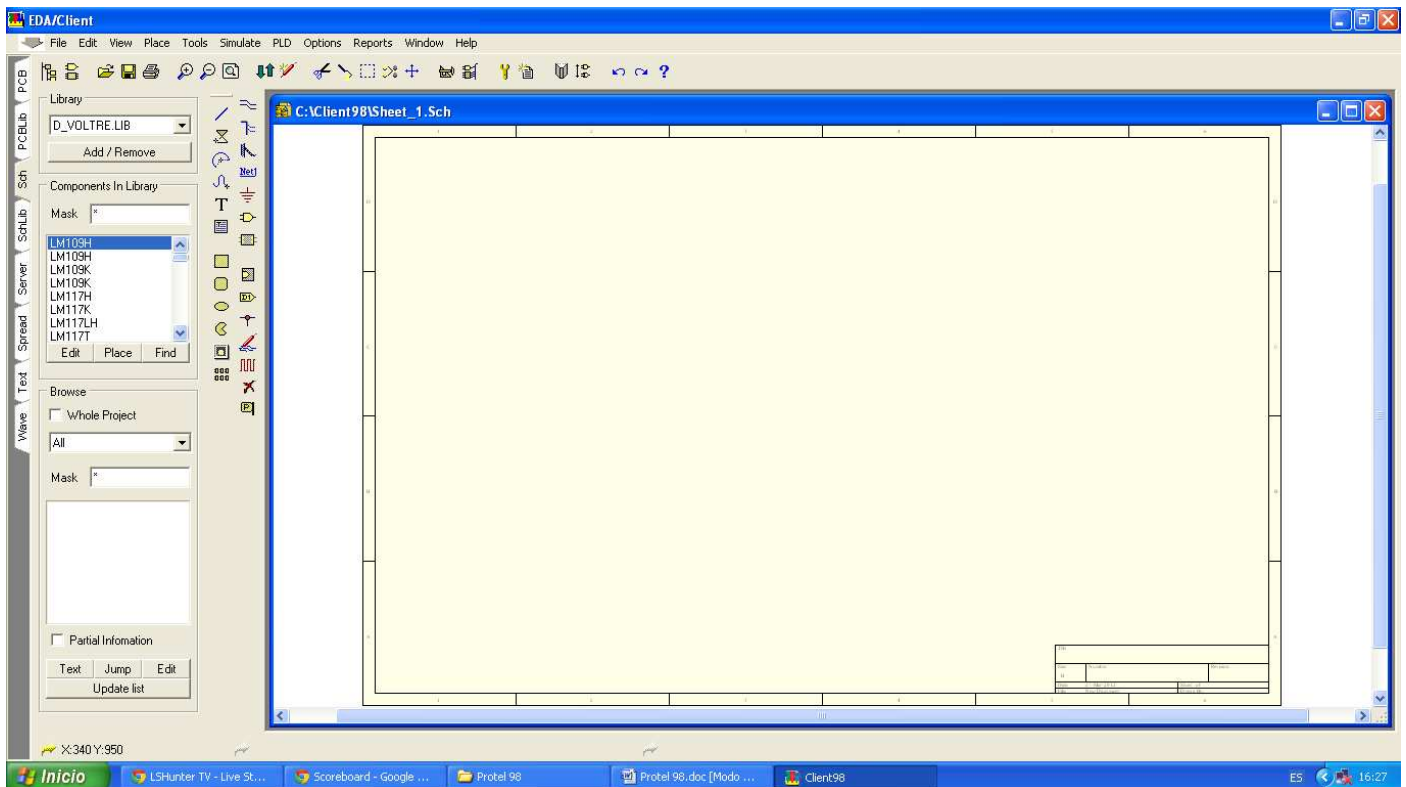 EDA/Client
File Edit View Place Tools Simulate PLD Options Reports Window Help
PCB
PCBLib
Sch
SchLib
Server
Spread
Text
Wave
Library
D_VOLTRE.LIB
Add / Remove
Components In Library
Mask *
LM109H
LM109H
LM109K
LM109K
LM117H
LM117K
LM117LH
LM117T
Edit Place Find
Browse
Whole Project
All
Mask *
Partial Infomation
Text Jump Edit
Update list
T
Net1
D1
P
C:\Client98\Sheet_1.Sch
X:340 Y:950
Inicio
LSHunter TV - Live St...
Scoreboard - Google ...
Protel 98
Protel 98.doc [Modo ...
Client98
ES
16:27